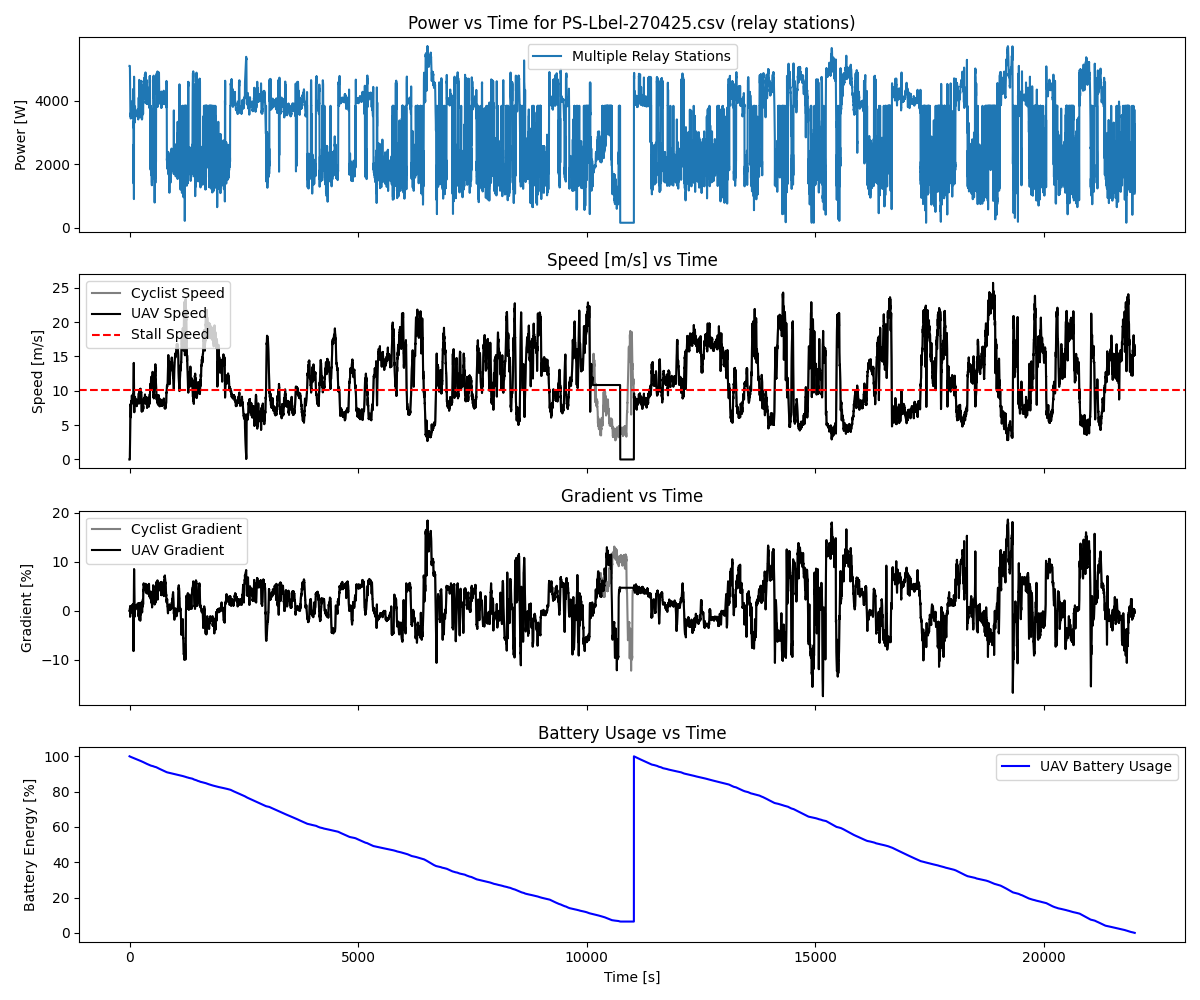 Power vs Time for PS-Lbel-270425.csv (relay stations)
Multiple Relay Stations
Power [W]
4000
2000
0
Speed [m/s] vs Time
Cyclist Speed
UAV Speed
Stall Speed
Speed [m/s]
25
20
15
10
5
0
Gradient vs Time
Cyclist Gradient
UAV Gradient
Gradient [%]
20
10
0
−10
Battery Usage vs Time
UAV Battery Usage
Battery Energy [%]
100
80
60
40
20
0
0 5000 10000 15000 20000
Time [s]